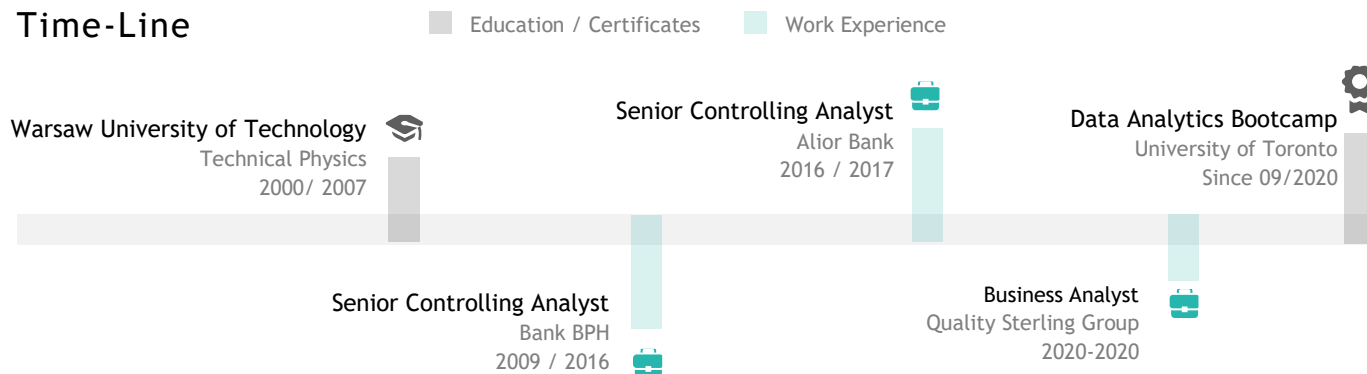 Time-Line
Education / Certificates
Work Experience
Warsaw University of Technology
Technical Physics
2000/ 2007
Senior Controlling Analyst
Bank BPH
2009 / 2016
Senior Controlling Analyst
Alior Bank
2016 / 2017
Business Analyst
Quality Sterling Group
2020-2020
Data Analytics Bootcamp
University of Toronto
Since 09/2020